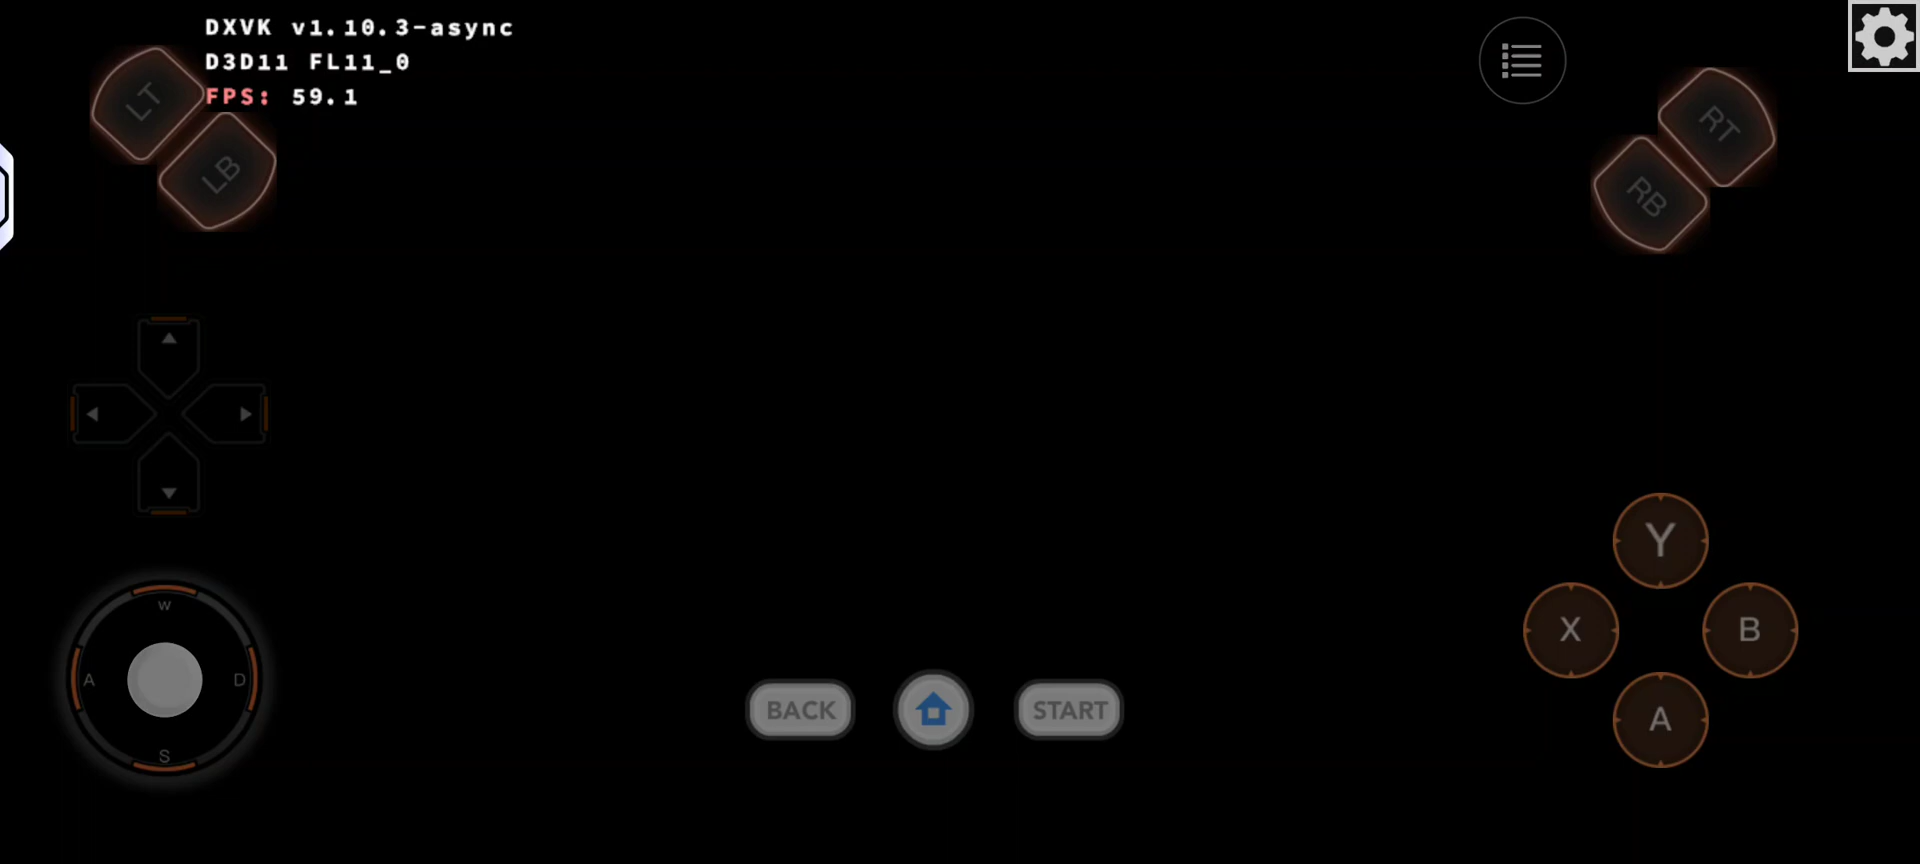 DXVK v1.10.3-async
D3D11 FL11_0
FPS: 59.1
LT
LB
RT
RB
W
A
D
S
BACK
START
Y
X
B
A